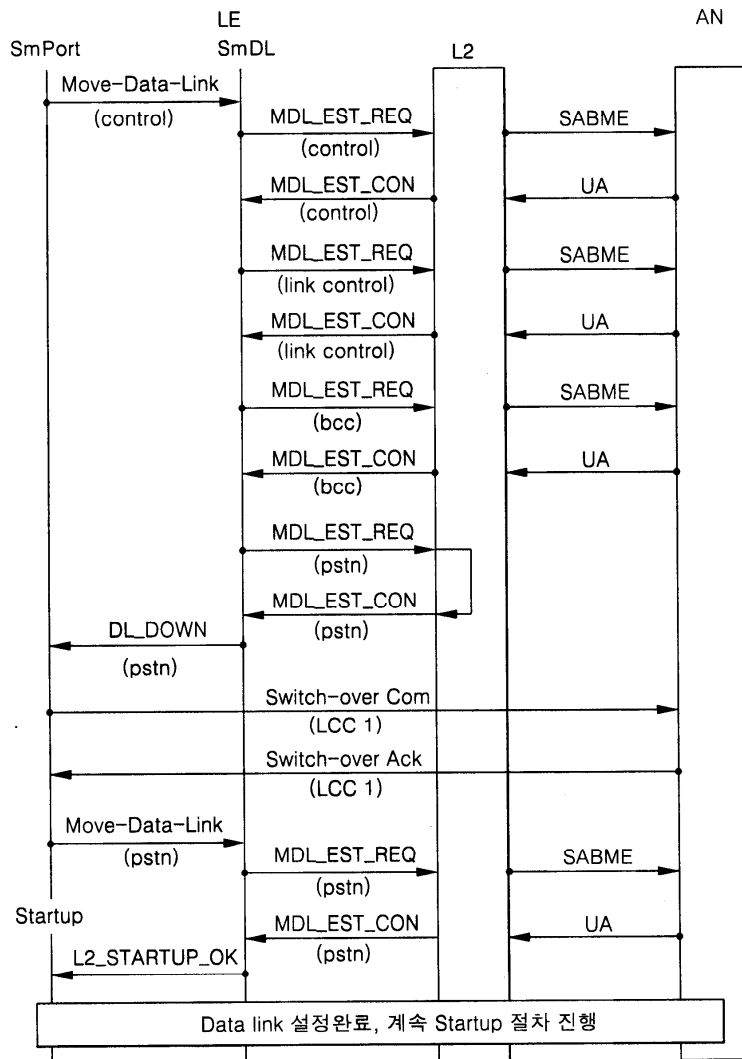 LE
AN
SmPort
SmDL
L2
Move-Data-Link
(control)
MDL_EST_REQ
(control)
SABME
MDL_EST_CON
(control)
UA
MDL_EST_REQ
(link control)
SABME
MDL_EST_CON
(link control)
UA
MDL_EST_REQ
(bcc)
SABME
MDL_EST_CON
(bcc)
UA
MDL_EST_REQ
(pstn)
MDL_EST_CON
(pstn)
DL_DOWN
(pstn)
Switch-over Com
(LCC 1)
Switch-over Ack
(LCC 1)
Move-Data-Link
(pstn)
MDL_EST_REQ
(pstn)
SABME
Startup
MDL_EST_CON
(pstn)
UA
L2_STARTUP_OK
Data link 설정완료, 계속 Startup 절차 진행